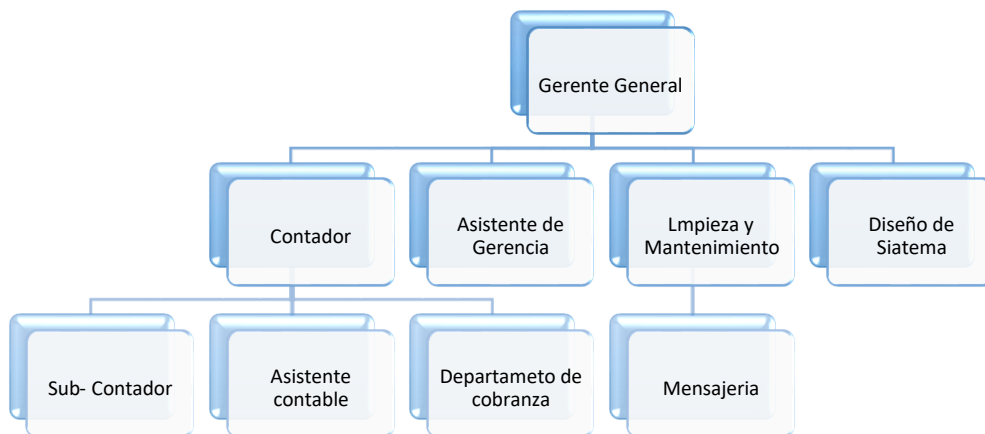 Gerente General
Contador
Asistente de
Gerencia
Lmpieza y
Mantenimiento
Diseño de
Siatema
Sub- Contador
Asistente
contable
Departameto de
cobranza
Mensajeria